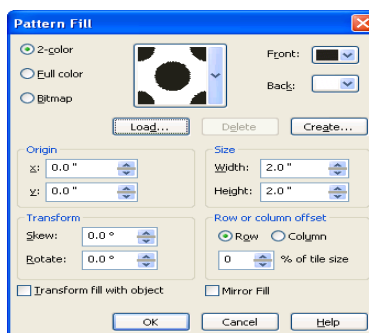 Pattern Fill
2-color
Full color
Bitmap
Front:
Back:
Load... Delete Create...
Origin
x: 0.0 "
y: 0.0 "
Size
Width: 2.0 "
Height: 2.0 "
Transform
Skew: 0.0 °
Rotate: 0.0 °
Row or column offset
Row Column
0 % of tile size
Transform fill with object
Mirror Fill
OK Cancel Help